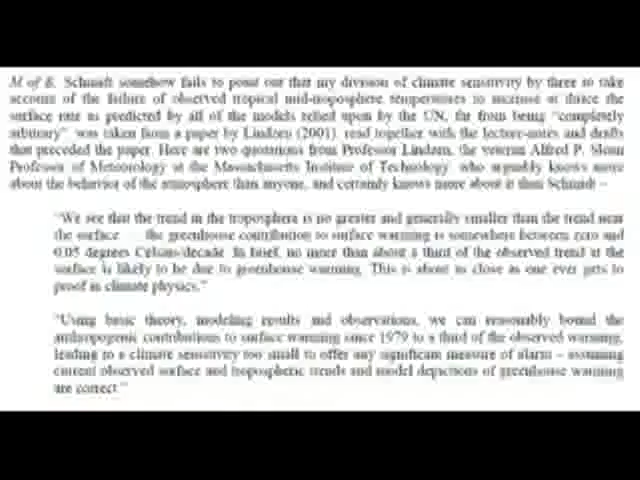 M of B. Schmidt somehow fails to point out that my division of climate sensitivity by three to take
account of the failure of observed tropical mid-troposphere temperatures to increase at thrice the
surface rate as predicted by all of the models relied upon by the UN, far from being "completely
arbitrary" was taken from a paper by Lindzen (2001), read together with the lecture-notes and drafts
that preceded the paper. Here are two quotations from Professor Lindzen, the veteran Alfred P. Sloan
Professor of Meteorology at the Massachusetts Institute of Technology, who arguably knows more
about the behavior of the atmosphere than anyone, and certainly knows more about it than Schmidt –
"We see that the trend in the troposphere is no greater and generally smaller than the trend near
the surface ... the greenhouse contribution to surface warming is somewhere between zero and
0.05 degrees Celsius/decade. In brief, no more than about a third of the observed trend at the
surface is likely to be due to greenhouse warming. This is about as close as one ever gets to
proof in climate physics."
"Using basic theory, modeling results and observations, we can reasonably bound the
anthropogenic contributions to surface warming since 1979 to a third of the observed warming,
leading to a climate sensitivity too small to offer any significant measure of alarm – assuming
current observed surface and tropospheric trends and model depictions of greenhouse warming
are correct."